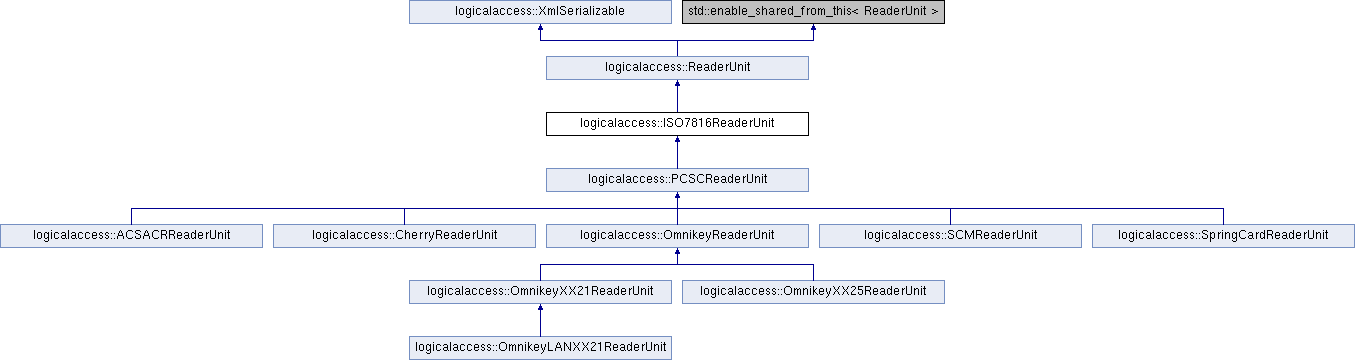 logicalaccess::XmlSerializable
std::enable_shared_from_this< ReaderUnit >
logicalaccess::ReaderUnit
logicalaccess::ISO7816ReaderUnit
logicalaccess::PCSCReaderUnit
logicalaccess::ACSACRReaderUnit
logicalaccess::CherryReaderUnit
logicalaccess::OmnikeyReaderUnit
logicalaccess::SCMReaderUnit
logicalaccess::SpringCardReaderUnit
logicalaccess::OmnikeyXX21ReaderUnit
logicalaccess::OmnikeyXX25ReaderUnit
logicalaccess::OmnikeyLANXX21ReaderUnit